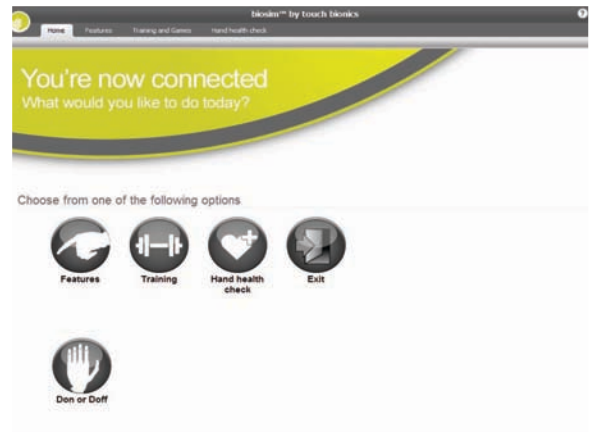 biosim™ by touch bionics
Home Features Training and Games Hand health check
You're now connected
What would you like to do today?
Choose from one of the following options
Features Training Hand health check Exit
Don or Doff